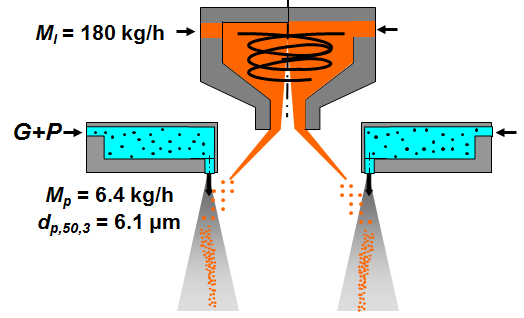 Ml = 180 kg/h
G+P
Mp = 6.4 kg/h
dp,50,3 = 6.1 µm